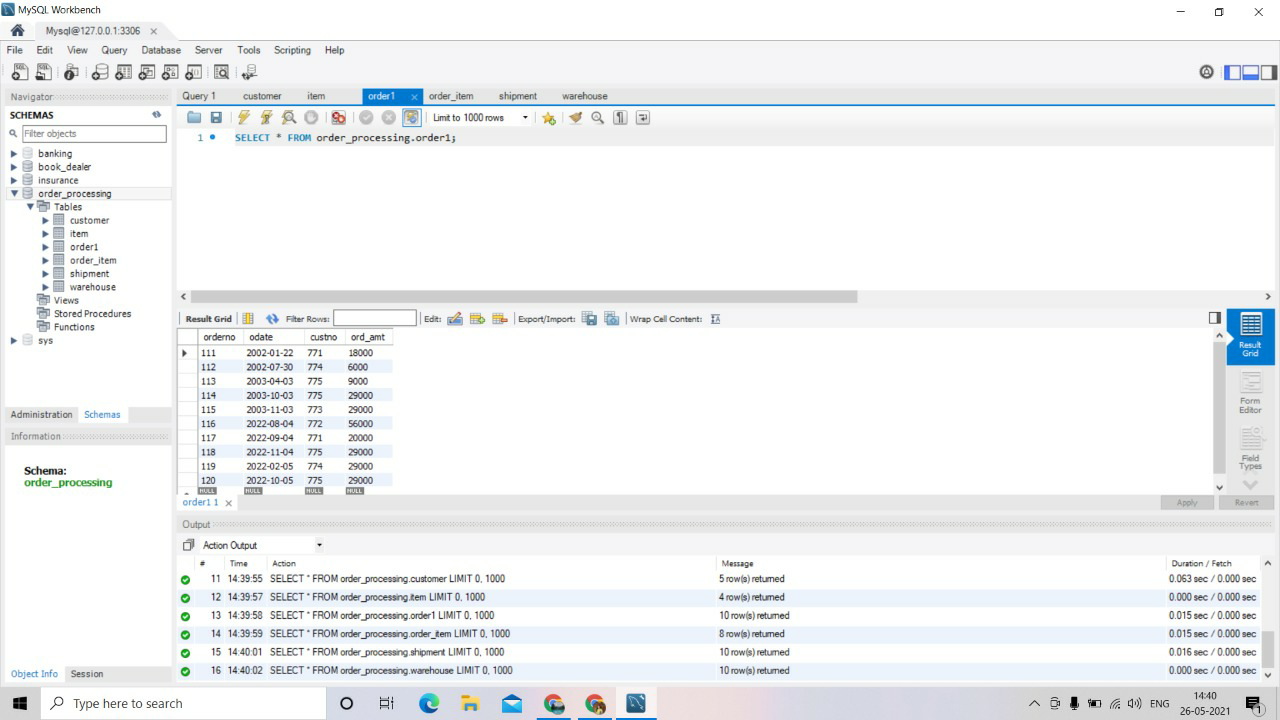 MySQL Workbench
Mysql@127.0.0.1:3306
File Edit View Query Database Server Tools Scripting Help
Navigator
SCHEMAS
Filter objects
banking
book_dealer
insurance
order_processing
Tables
customer
item
order1
order_item
shipment
warehouse
Views
Stored Procedures
Functions
sys
Administration Schemas
Information
Schema:
order_processing
Object Info Session
Query 1 customer item order1 order_item shipment warehouse
Limit to 1000 rows
1 SELECT * FROM order_processing.order1;
Result Grid Filter Rows: Edit: Export/Import: Wrap Cell Content:
orderno odate custno ord_amt
111 2002-01-22 771 18000
112 2002-07-30 774 6000
113 2003-04-03 775 9000
114 2003-10-03 775 29000
115 2003-11-03 773 29000
116 2022-08-04 772 56000
117 2022-09-04 771 20000
118 2022-11-04 775 29000
119 2022-02-05 774 29000
120 2022-10-05 775 29000
NULL NULL NULL NULL
Result Grid
Form Editor
Field Types
order1 1 Apply Revert
Output
Action Output
# Time Action Message Duration / Fetch
11 14:39:55 SELECT * FROM order_processing.customer LIMIT 0, 1000 5 row(s) returned 0.063 sec / 0.000 sec
12 14:39:57 SELECT * FROM order_processing.item LIMIT 0, 1000 4 row(s) returned 0.000 sec / 0.000 sec
13 14:39:58 SELECT * FROM order_processing.order1 LIMIT 0, 1000 10 row(s) returned 0.015 sec / 0.000 sec
14 14:39:59 SELECT * FROM order_processing.order_item LIMIT 0, 1000 8 row(s) returned 0.015 sec / 0.000 sec
15 14:40:01 SELECT * FROM order_processing.shipment LIMIT 0, 1000 10 row(s) returned 0.016 sec / 0.000 sec
16 14:40:02 SELECT * FROM order_processing.warehouse LIMIT 0, 1000 10 row(s) returned 0.000 sec / 0.000 sec
Type here to search
ENG
14:40
26-05-2021
1